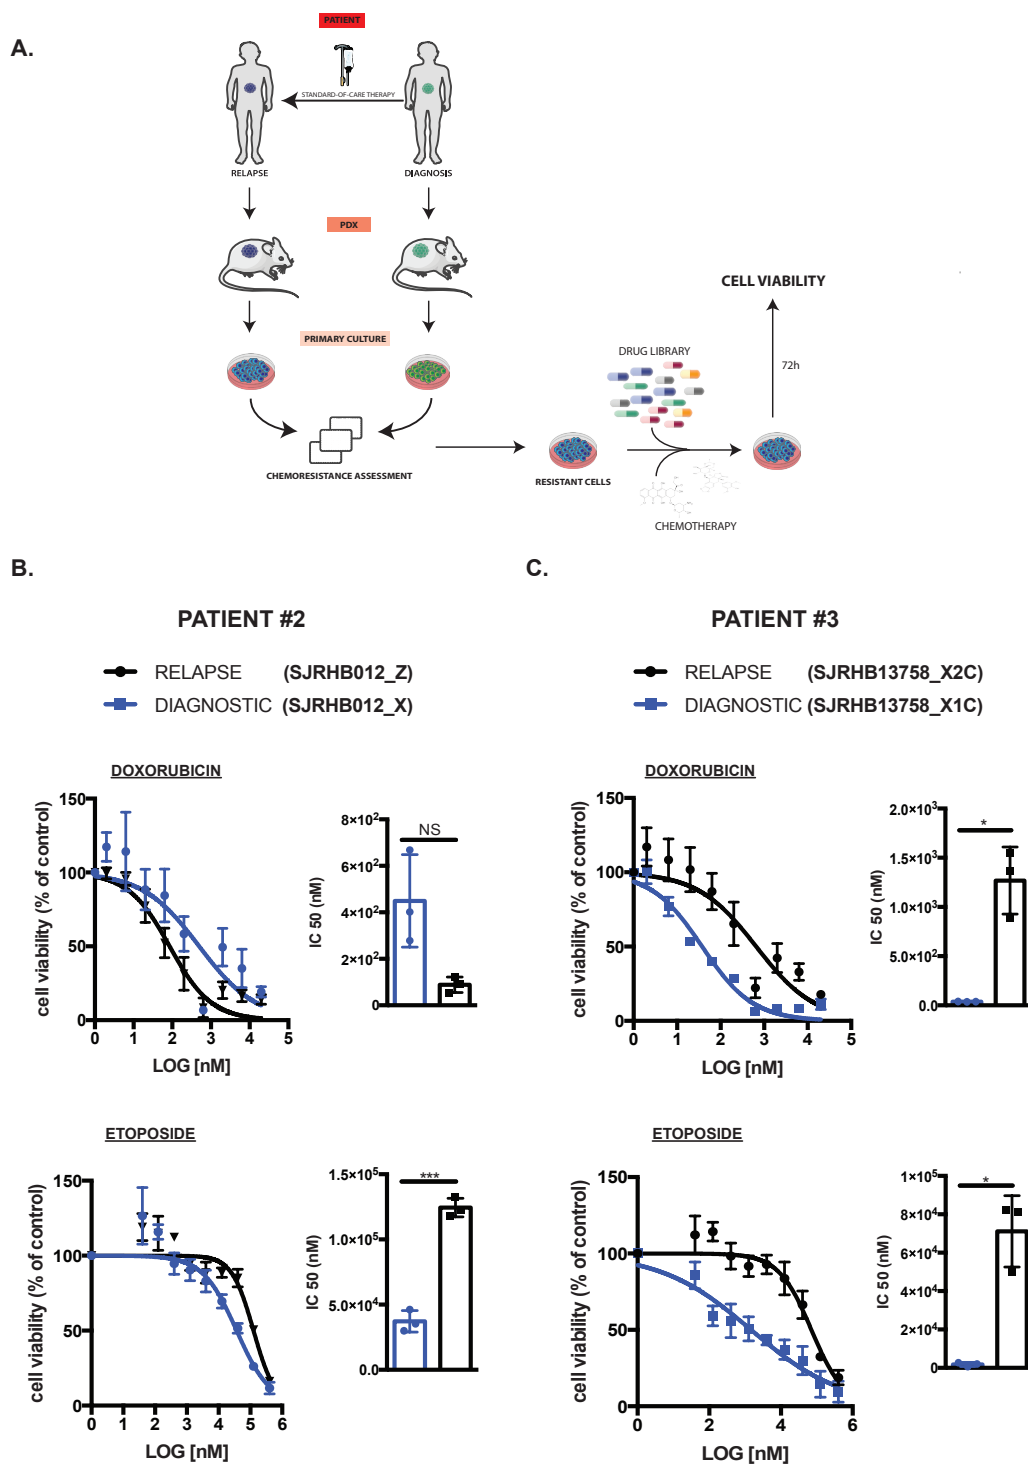 A.
PATIENT
STANDARD-OF-CARE THERAPY
RELAPSE
DIAGNOSIS
PDX
PRIMARY CULTURE
CHEMORESISTANCE ASSESSMENT
RESISTANT CELLS
DRUG LIBRARY
CHEMOTHERAPY
72h
CELL VIABILITY
B.
PATIENT #2
RELAPSE (SJRHB012_Z)
DIAGNOSTIC (SJRHB012_X)
DOXORUBICIN
cell viability (% of control)
150
100
50
0
0 1 2 3 4 5
LOG [nM]
IC 50 (nM)
8×10²
6×10²
4×10²
2×10²
0
NS
ETOPOSIDE
cell viability (% of control)
150
100
50
0
0 1 2 3 4 5 6
LOG [nM]
IC 50 (nM)
1.5×10⁵
1.0×10⁵
5.0×10⁴
0.0
***
C.
PATIENT #3
RELAPSE (SJRHB13758_X2C)
DIAGNOSTIC (SJRHB13758_X1C)
DOXORUBICIN
cell viability (% of control)
150
100
50
0
0 1 2 3 4 5
LOG [nM]
IC 50 (nM)
2.0×10³
1.5×10³
1.0×10³
5.0×10²
0.0
*
ETOPOSIDE
cell viability (% of control)
150
100
50
0
0 2 4 6
LOG [nM]
IC 50 (nM)
1×10⁵
8×10⁴
6×10⁴
4×10⁴
2×10⁴
0
*